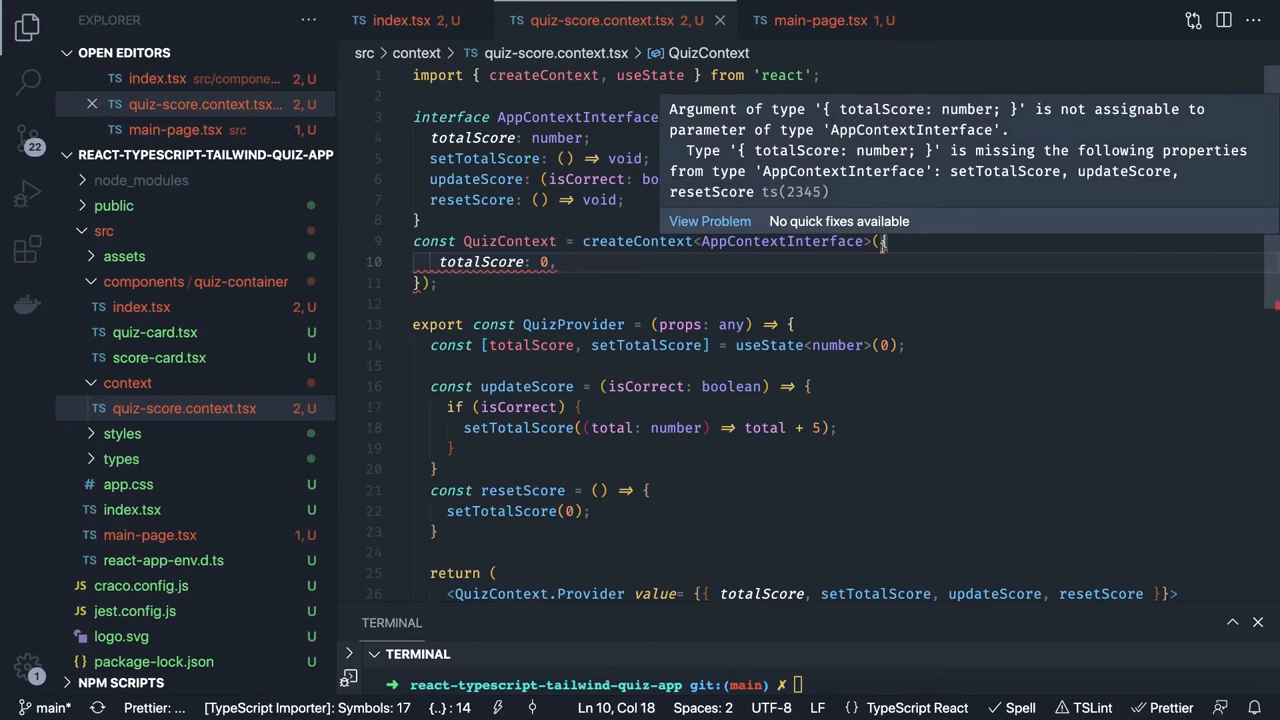 EXPLORER
OPEN EDITORS
TS index.tsx src/compone... 2, U
TS quiz-score.context.tsx... 2, U
TS main-page.tsx src 1, U
REACT-TYPESCRIPT-TAILWIND-QUIZ-APP
node_modules
public
src
assets
components / quiz-container
TS index.tsx 2, U
TS quiz-card.tsx U
TS score-card.tsx U
context
TS quiz-score.context.tsx 2, U
styles
types
app.css U
TS index.tsx U
TS main-page.tsx 1, U
TS react-app-env.d.ts U
JS craco.config.js U
JS jest.config.js U
logo.svg U
package-lock.json U
NPM SCRIPTS
22
1
TS index.tsx 2, U
TS quiz-score.context.tsx 2, U
TS main-page.tsx 1, U
src > context > TS quiz-score.context.tsx > QuizContext
1 import { createContext, useState } from 'react';
2
3 interface AppContextInterface
4 totalScore: number;
5 setTotalScore: () => void;
6 updateScore: (isCorrect: bo
7 resetScore: () => void;
8 }
9 const QuizContext = createContext<AppContextInterface>({
10 totalScore: 0,
11 });
12
13 export const QuizProvider = (props: any) => {
14 const [totalScore, setTotalScore] = useState<number>(0);
15
16 const updateScore = (isCorrect: boolean) => {
17 if (isCorrect) {
18 setTotalScore((total: number) => total + 5);
19 }
20 }
21 const resetScore = () => {
22 setTotalScore(0);
23 }
24
25 return (
26 <QuizContext.Provider value= {{ totalScore, setTotalScore, updateScore, resetScore }}>
Argument of type '{ totalScore: number; }' is not assignable to
parameter of type 'AppContextInterface'.
Type '{ totalScore: number; }' is missing the following properties
from type 'AppContextInterface': setTotalScore, updateScore,
resetScore ts(2345)
View Problem No quick fixes available
TERMINAL
TERMINAL
➜ react-typescript-tailwind-quiz-app git:(main) ✗
main* Prettier: [TypeScript Importer]: Symbols: 17 {..} : 14 Ln 10, Col 18 Spaces: 2 UTF-8 LF {} TypeScript React ✓ Spell TSLint ✓ Prettier